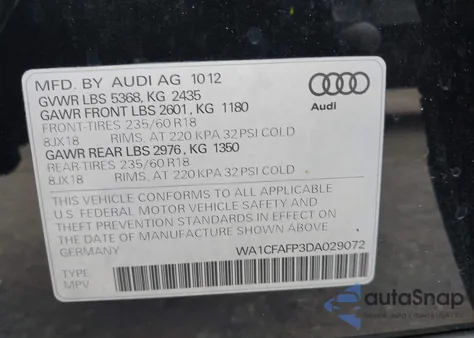 MFD. BY AUDI AG 1012
GVWR LBS 5368, KG 2435
GAWR FRONT LBS 2601, KG 1180
FRONT-TIRES 235/60 R18
8JX18 RIMS, AT 220 KPA 32 PSI COLD
GAWR REAR LBS 2976, KG 1350
REAR-TIRES 235/60 R18
8JX18 RIMS, AT 220 KPA 32 PSI COLD
Audi
THIS VEHICLE CONFORMS TO ALL APPLICABLE
U.S. FEDERAL MOTOR VEHICLE SAFETY AND
THEFT PREVENTION STANDARDS IN EFFECT ON
THE DATE OF MANUFACTURE SHOWN ABOVE
GERMANY WA1CFAFP3DA029072
TYPE
MPV
autoSnap